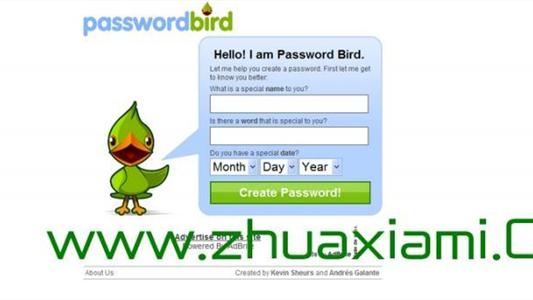 passwordbird
Hello! I am Password Bird.
Let me help you create a password. First let me get
to know you better:
What is a special name to you?
Is there a word that is special to you?
Do you have a special date?
Month Day Year
Create Password!
Advertise on this site
Powered By AdBrite
www.zhuaxiami.C
About Us
Created by Kevin Sheurs and Andrés Galante